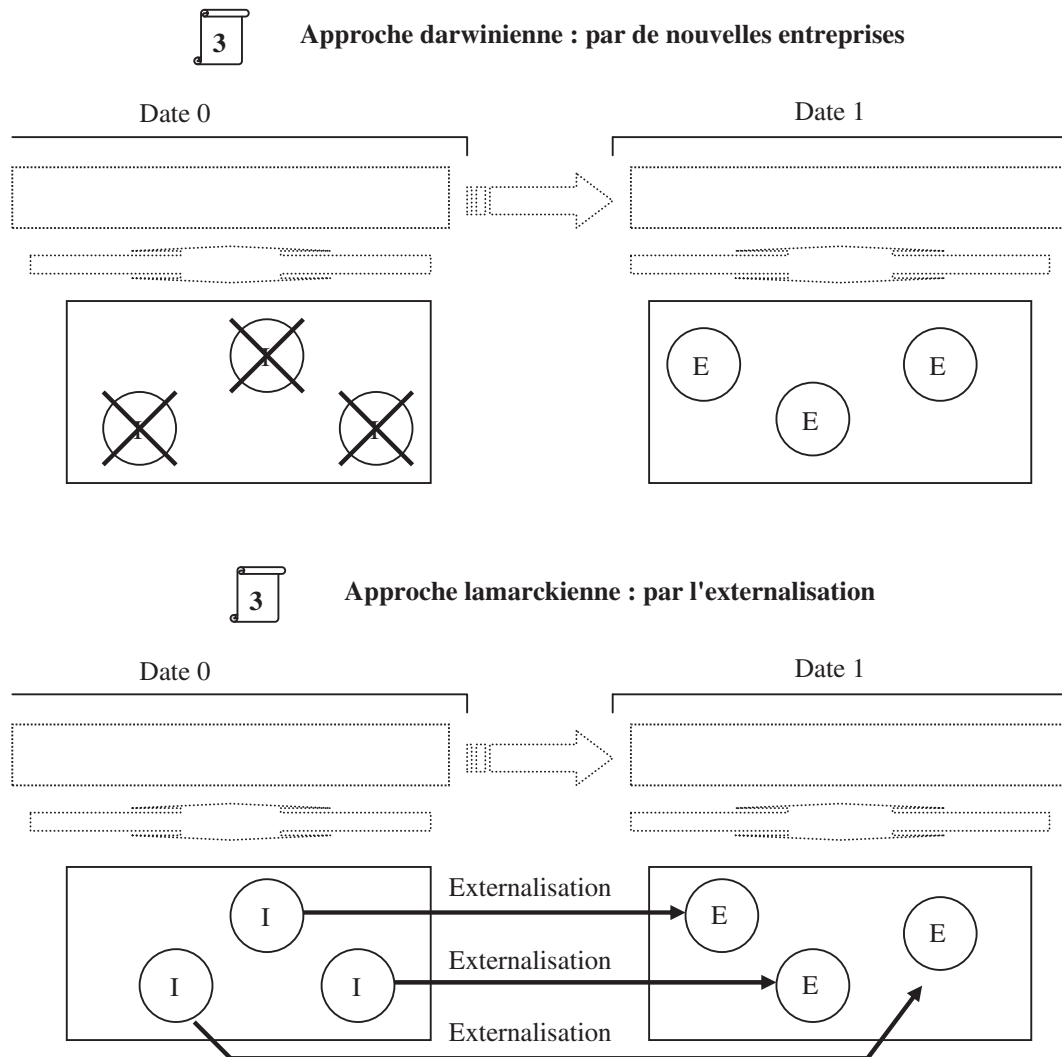 3 Approche darwinienne : par de nouvelles entreprises
Date 0 Date 1
I
I I
E E
E
3 Approche lamarckienne : par l'externalisation
Date 0 Date 1
Externalisation
I E E
Externalisation
I I E
Externalisation